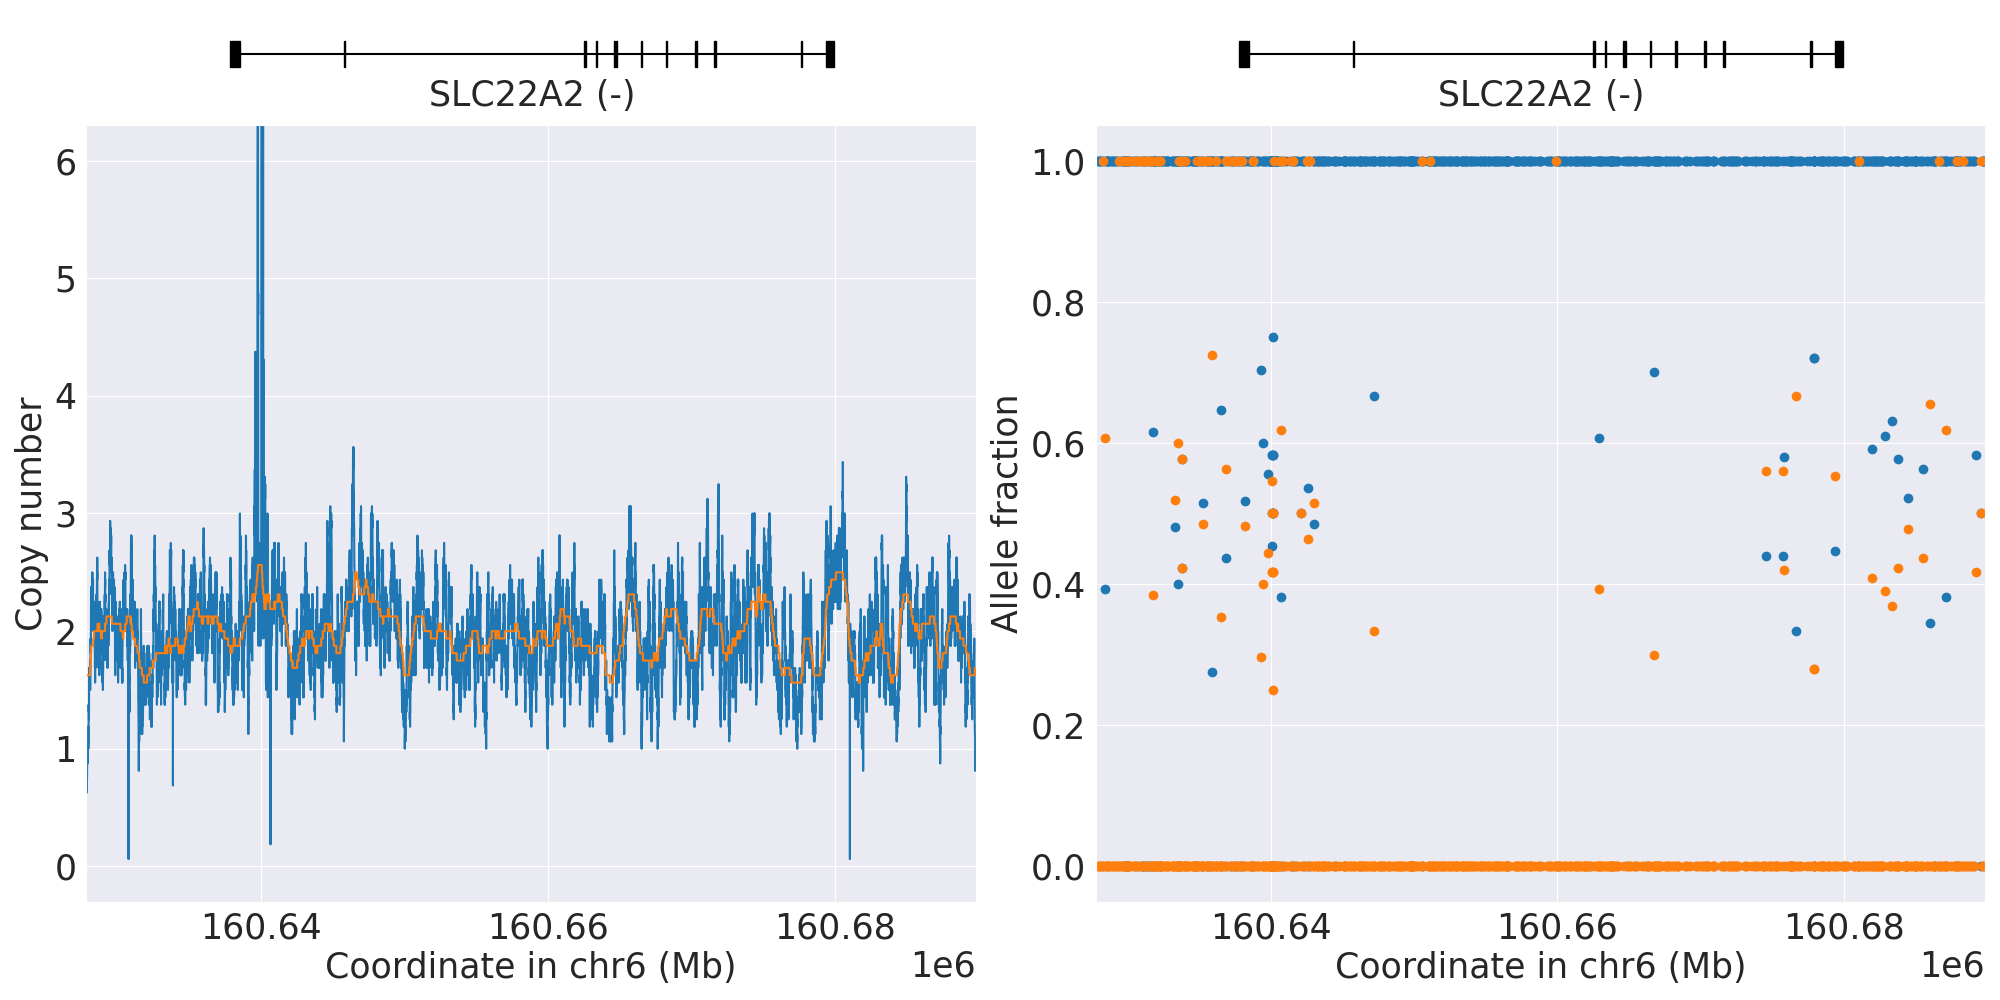 SLC22A2 (-)
SLC22A2 (-)
Copy number
6
5
4
3
2
1
0
160.64 160.66 160.68
Coordinate in chr6 (Mb) 1e6
Allele fraction
1.0
0.8
0.6
0.4
0.2
0.0
160.64 160.66 160.68
Coordinate in chr6 (Mb) 1e6